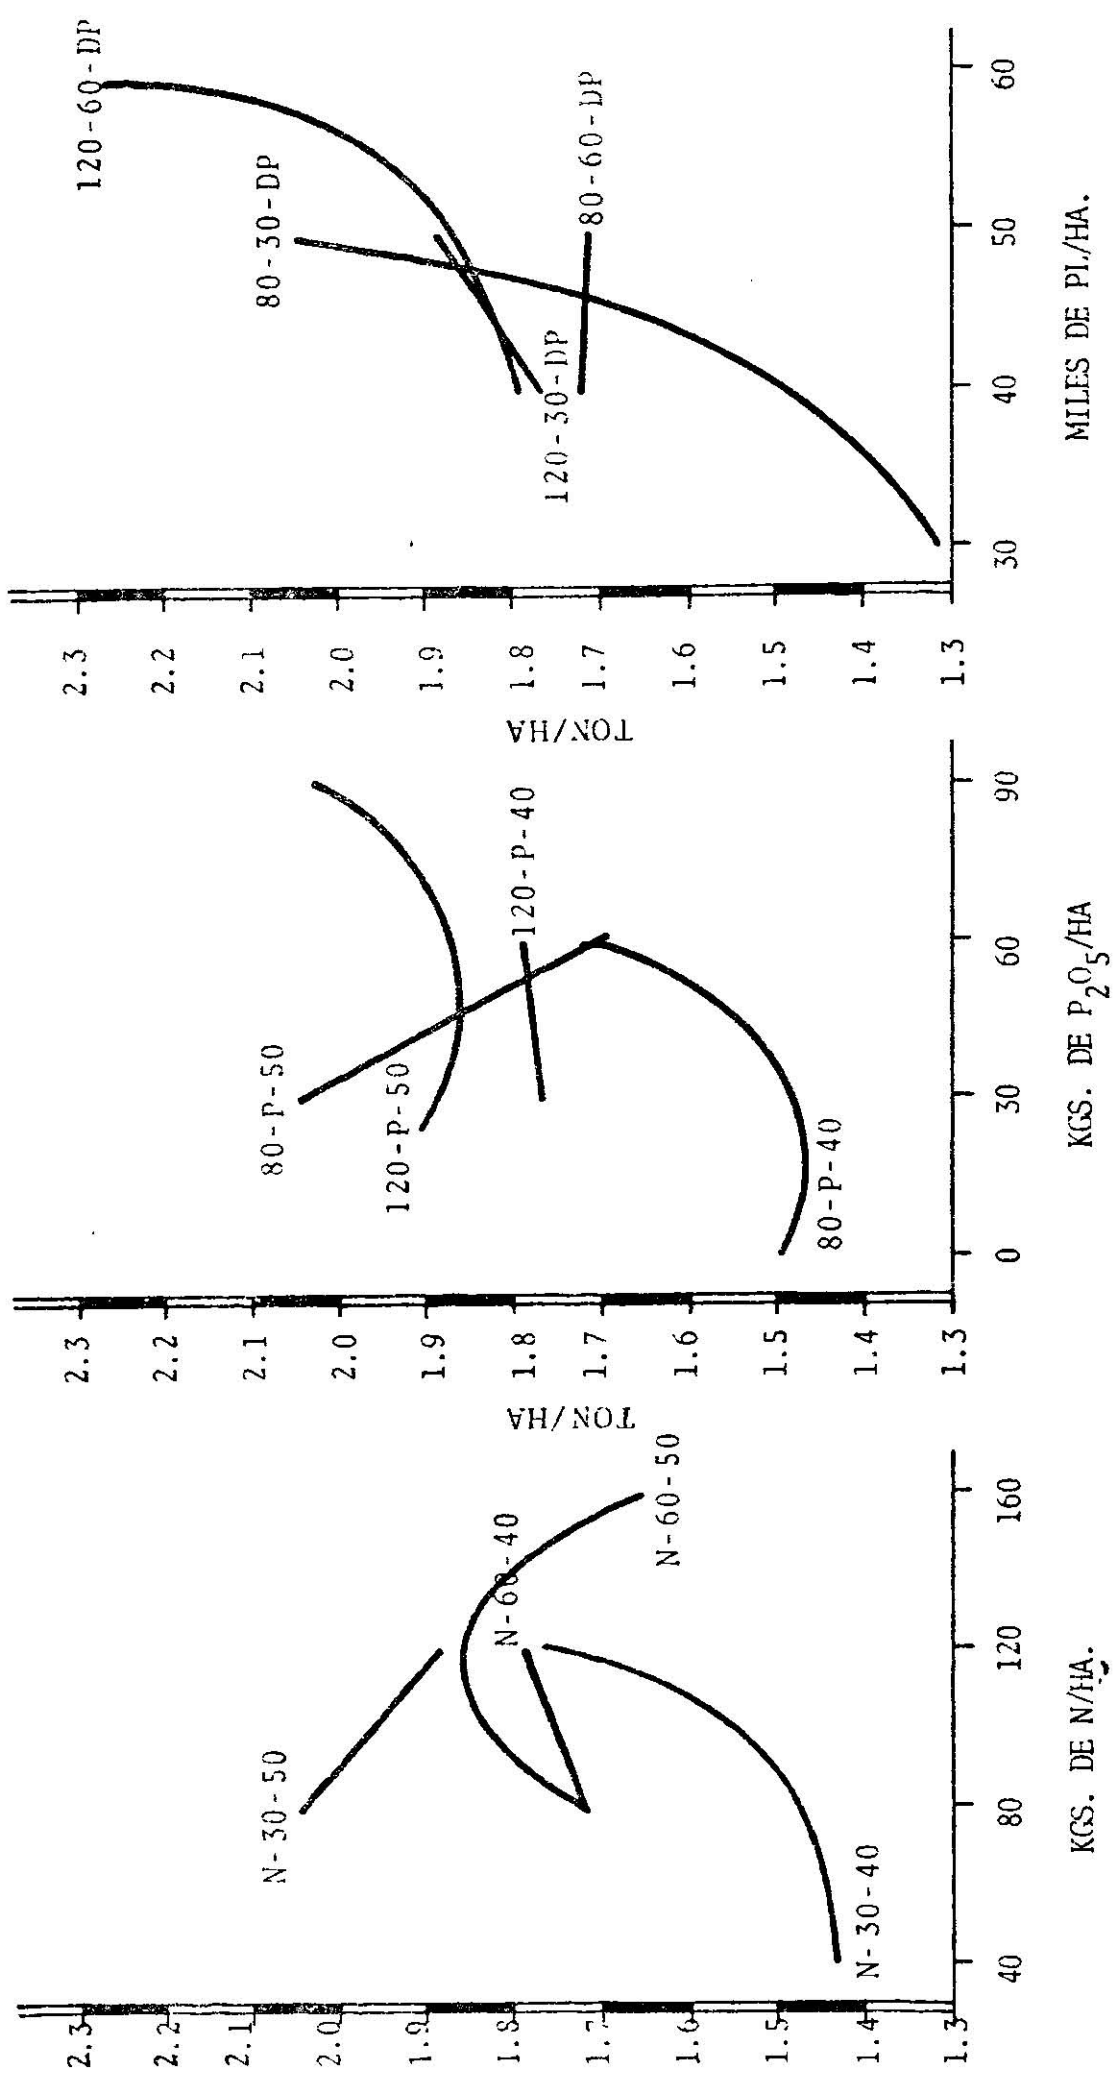 2.3
2.2
2.1
2.0
1.9
1.8
1.7
1.6
1.5
1.4
1.3
N-30-50
N-60-40
N-60-50
N-30-40
40 80 120 160
KGS. DE N/HA.
TON/HA
2.3
2.2
2.1
2.0
1.9
1.8
1.7
1.6
1.5
1.4
1.3
80-P-50
120-P-50
120-P-40
80-P-40
0 30 60 90
KGS. DE P2O5/HA
TON/HA
2.3
2.2
2.1
2.0
1.9
1.8
1.7
1.6
1.5
1.4
1.3
120-60-DP
80-30-DP
120-30-DP
80-60-DP
30 40 50 60
MILES DE PL/HA.